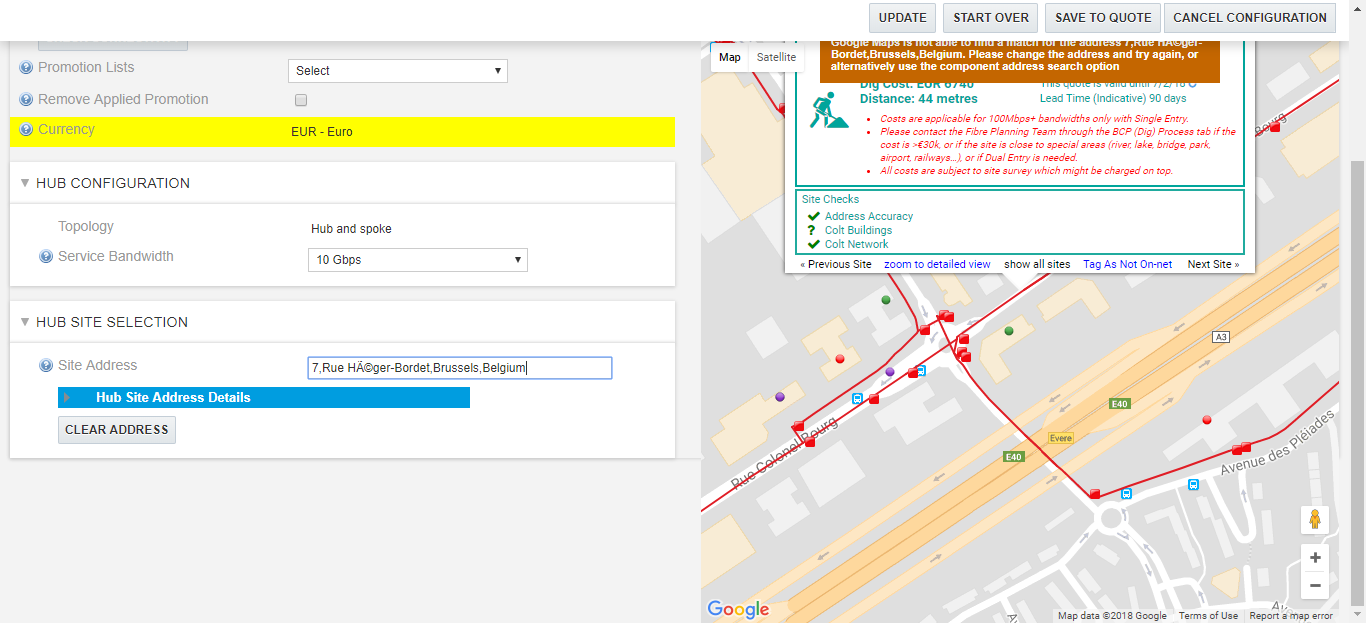 UPDATE
START OVER
SAVE TO QUOTE
CANCEL CONFIGURATION
Promotion Lists
Select
Remove Applied Promotion
Currency
EUR - Euro
HUB CONFIGURATION
Topology
Hub and spoke
Service Bandwidth
10 Gbps
HUB SITE SELECTION
Site Address
7,Rue HÄ©ger-Bordet,Brussels,Belgium
Hub Site Address Details
CLEAR ADDRESS
Map
Satellite
Google Maps is not able to find a match for the address 7,Rue HÄ©ger-
Bordet,Brussels,Belgium. Please change the address and try again, or
alternatively use the component address search option
Dig Cost: EUR 6740
Distance: 44 metres
This quote is valid until 7/2/18
Lead Time (Indicative) 90 days
• Costs are applicable for 100Mbps+ bandwidths only with Single Entry.
• Please contact the Fibre Planning Team through the BCP (Dig) Process tab if the
cost is >€30k, or if the site is close to special areas (river, lake, bridge, park,
airport, railways...), or if Dual Entry is needed.
• All costs are subject to site survey which might be charged on top.
Site Checks
Address Accuracy
? Colt Buildings
Colt Network
« Previous Site
zoom to detailed view
show all sites
Tag As Not On-net
Next Site »
Bourg
A3
E40
Evere
E40
Rue Colonel Bourg
Avenue des Pléiades
+
−
Av
Google
Map data ©2018 Google
Terms of Use
Report a map error